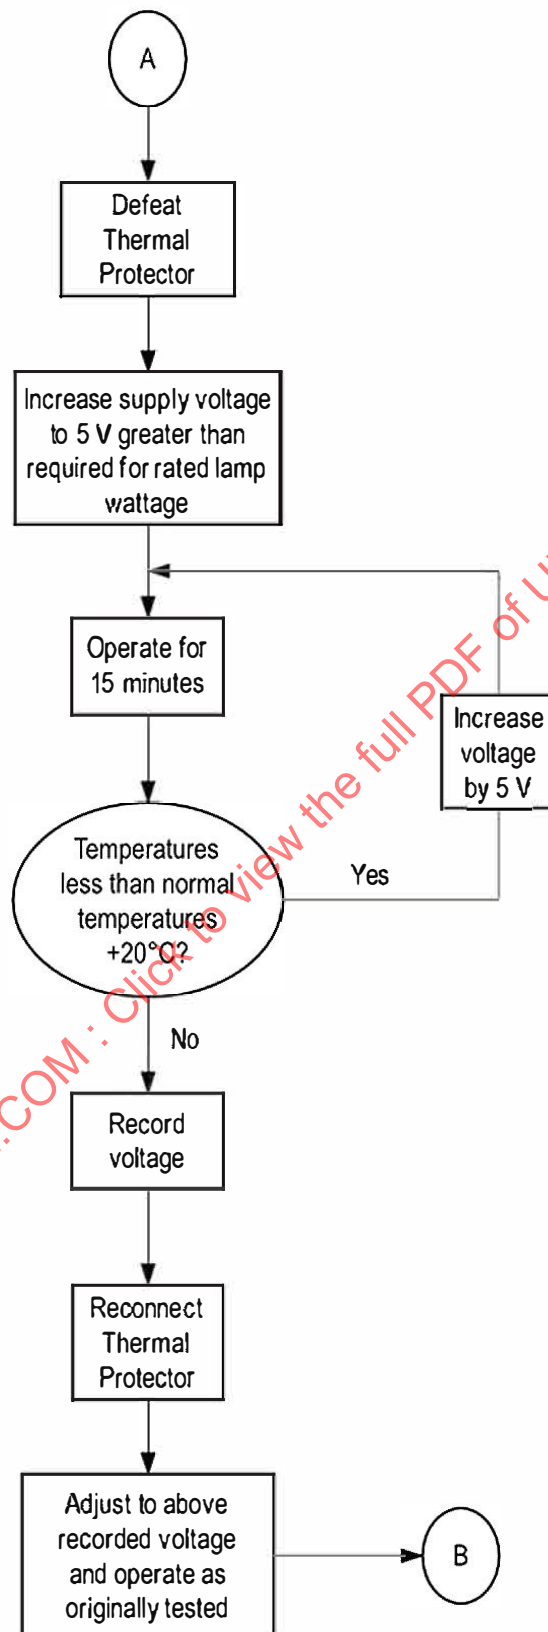 A
Defeat
Thermal
Protector
Increase supply voltage
to 5 V greater than
required for rated lamp
wattage
Operate for
15 minutes
Increase
voltage
by 5 V
Temperatures
less than normal
temperatures
+20°C?
Yes
No
Record
voltage
Reconnect
Thermal
Protector
Adjust to above
recorded voltage
and operate as
originally tested
B
.COM : Click to view the full PDF of